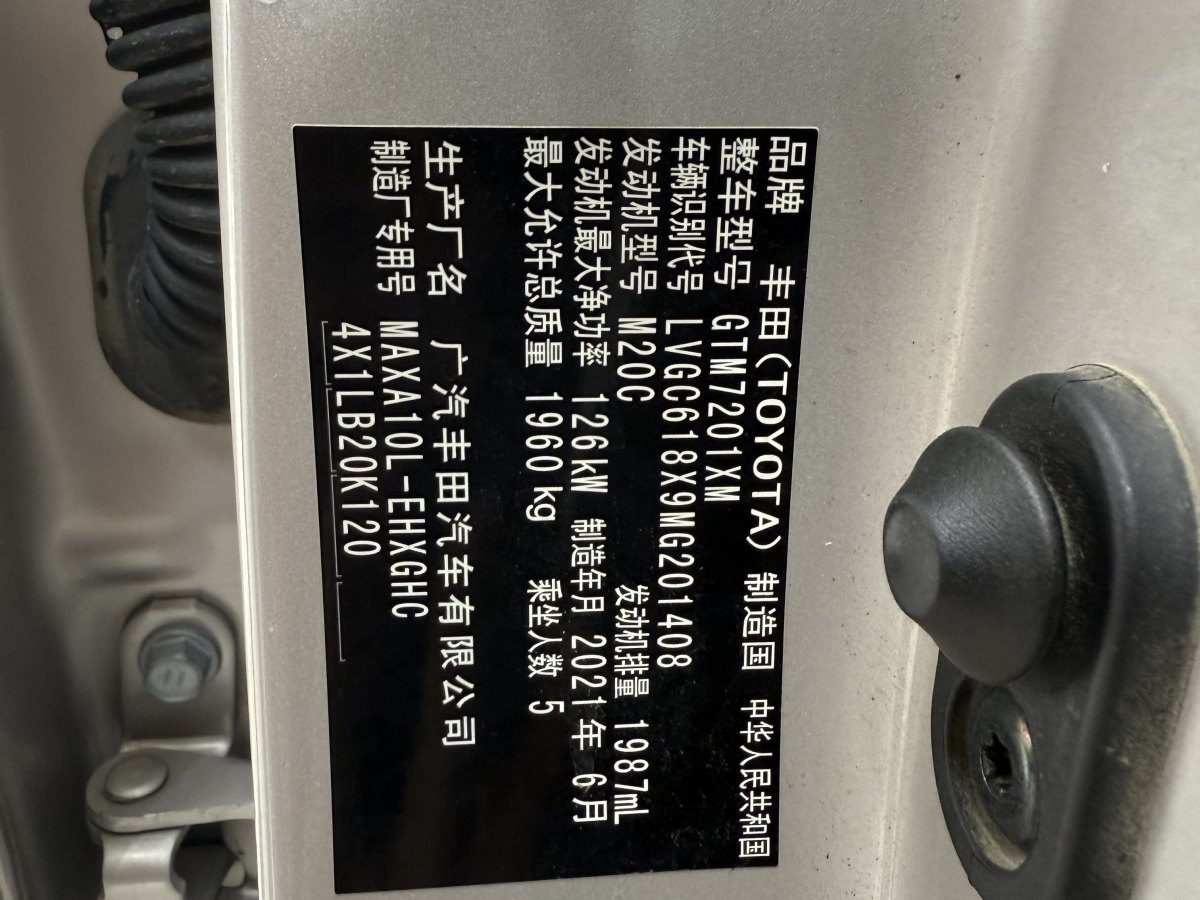 品牌 丰田(TOYOTA) 制造国 中华人民共和国
整车型号 GTM7201XM
车辆识别代号 LVGC618X9MG201408
发动机型号 M20C 发动机排量 1987mL
发动机最大净功率 126kW 制造年月 2021年 6月
最大允许总质量 1960kg 乘坐人数 5
生产厂名 广汽丰田汽车有限公司
制造厂专用号 MAXA10L-EHXGHC
4X1LB20K120